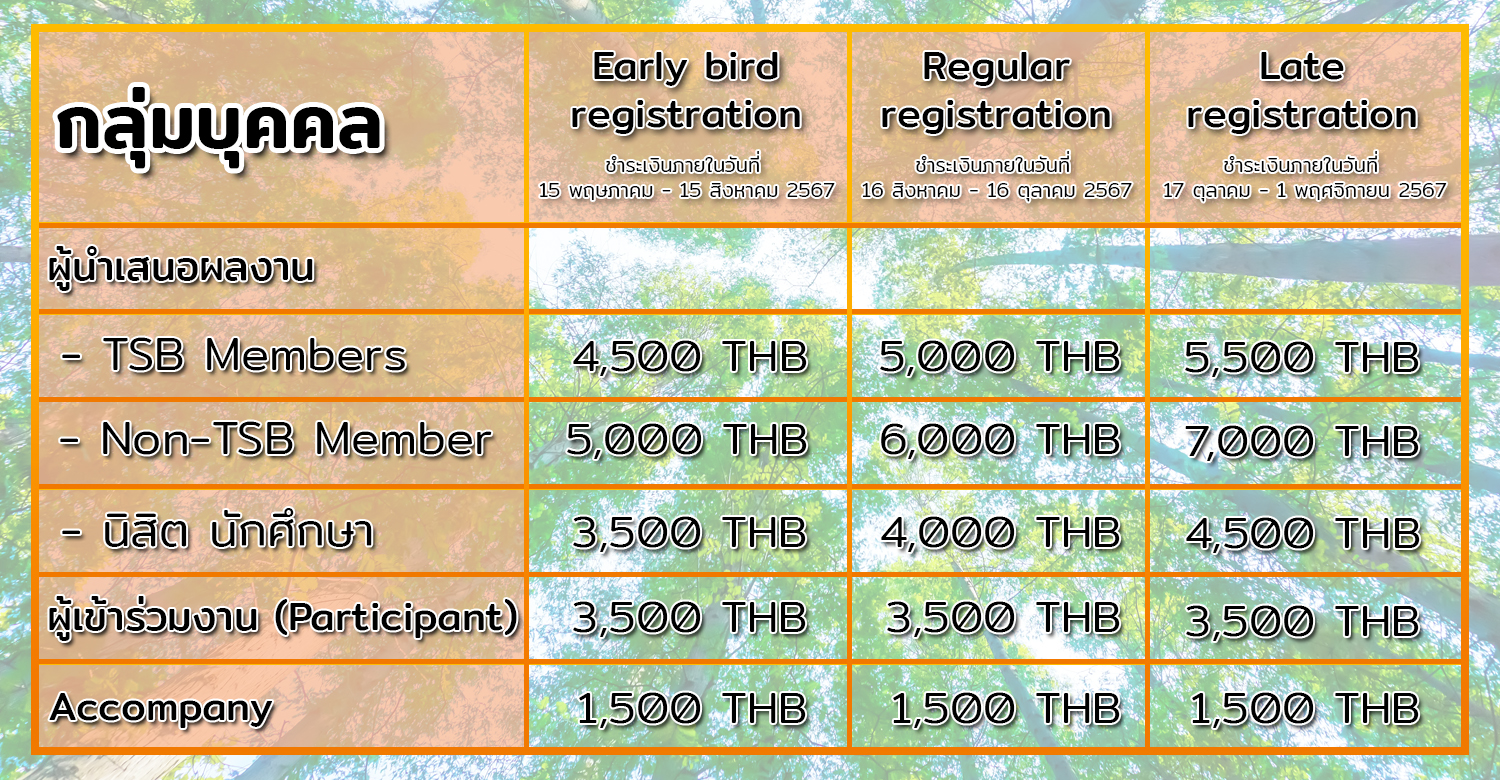 กลุ่มบุคคล
Early bird
registration
ชำระเงินภายในวันที่
15 พฤษภาคม - 15 สิงหาคม 2567
Regular
registration
ชำระเงินภายในวันที่
16 สิงหาคม - 16 ตุลาคม 2567
Late
registration
ชำระเงินภายในวันที่
17 ตุลาคม - 1 พฤศจิกายน 2567
ผู้นำเสนอผลงาน
- TSB Members 4,500 THB 5,000 THB 5,500 THB
- Non-TSB Member 5,000 THB 6,000 THB 7,000 THB
- นิสิต นักศึกษา 3,500 THB 4,000 THB 4,500 THB
ผู้เข้าร่วมงาน (Participant) 3,500 THB 3,500 THB 3,500 THB
Accompany 1,500 THB 1,500 THB 1,500 THB